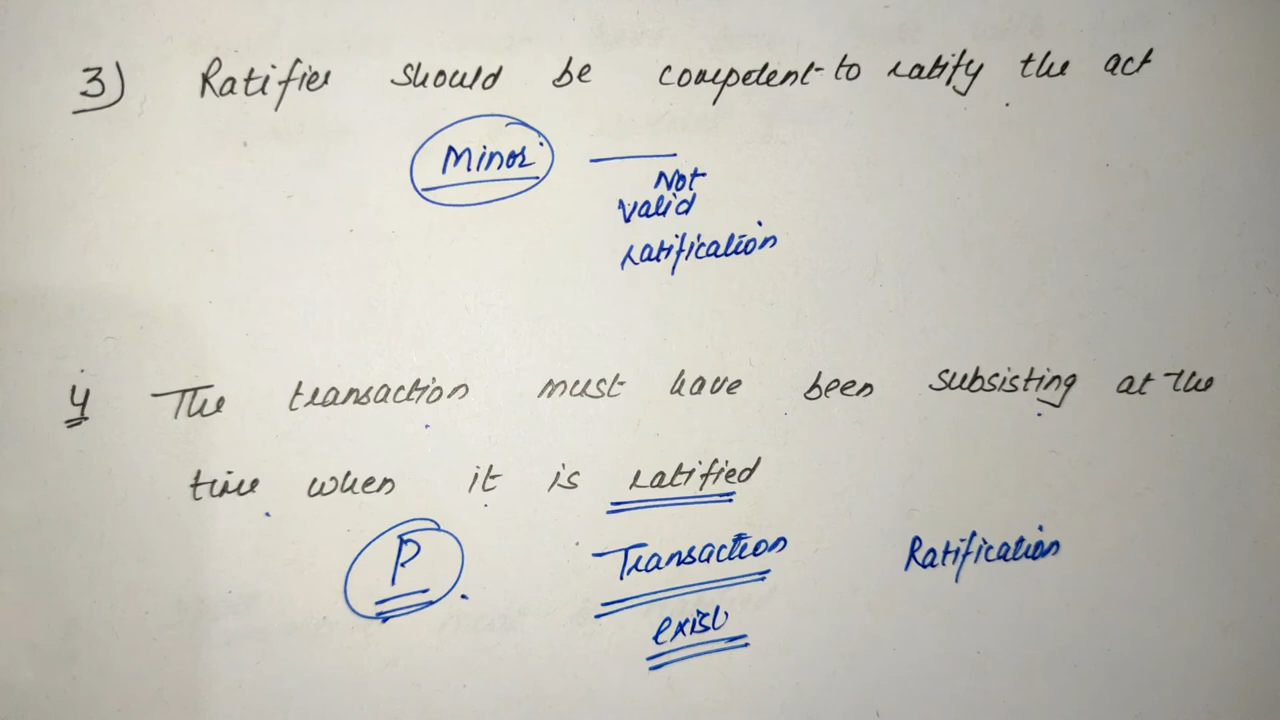 3) Ratifier should be competent to ratify the act
Minor
Not
valid
ratification
4 The transaction must have been subsisting at the
time when it is ratified
P Transaction Ratification
exist